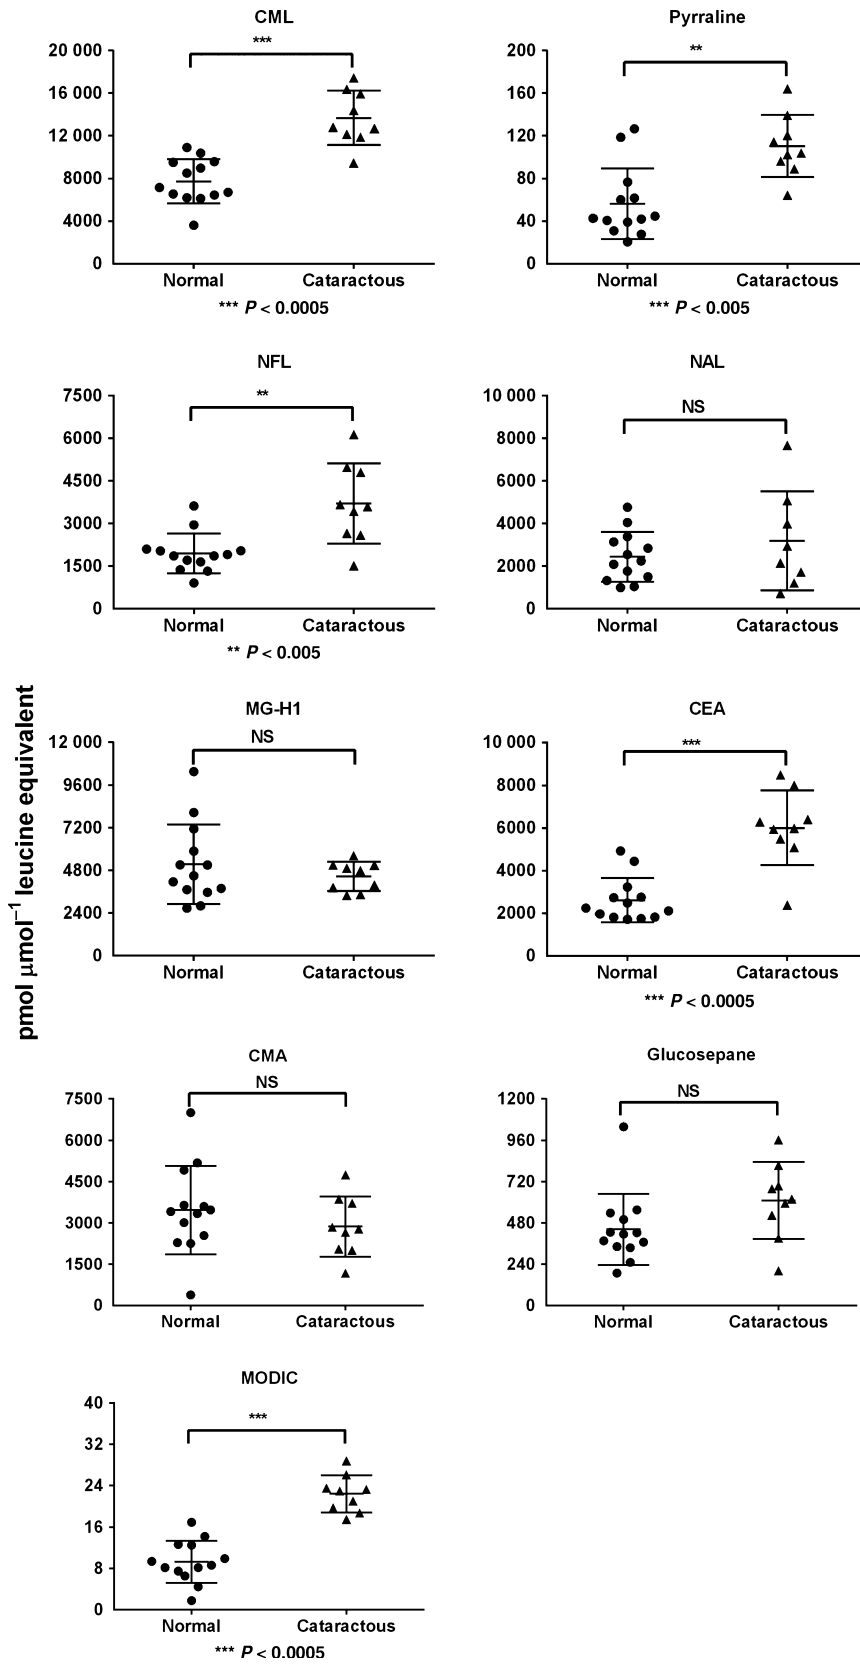 CML
***
20 000
16 000
12 000
8000
4000
0
Normal
Cataractous
*** P < 0.0005
Pyrraline
**
200
160
120
80
40
0
Normal
Cataractous
*** P < 0.005
NFL
**
7500
6000
4500
3000
1500
0
Normal
Cataractous
** P < 0.005
NAL
NS
10 000
8000
6000
4000
2000
0
Normal
Cataractous
pmol μmol−1 leucine equivalent
MG-H1
NS
12 000
9600
7200
4800
2400
0
Normal
Cataractous
CEA
***
10 000
8000
6000
4000
2000
0
Normal
Cataractous
*** P < 0.0005
CMA
NS
7500
6000
4500
3000
1500
0
Normal
Cataractous
Glucosepane
NS
1200
960
720
480
240
0
Normal
Cataractous
MODIC
***
40
32
24
16
8
0
Normal
Cataractous
*** P < 0.0005